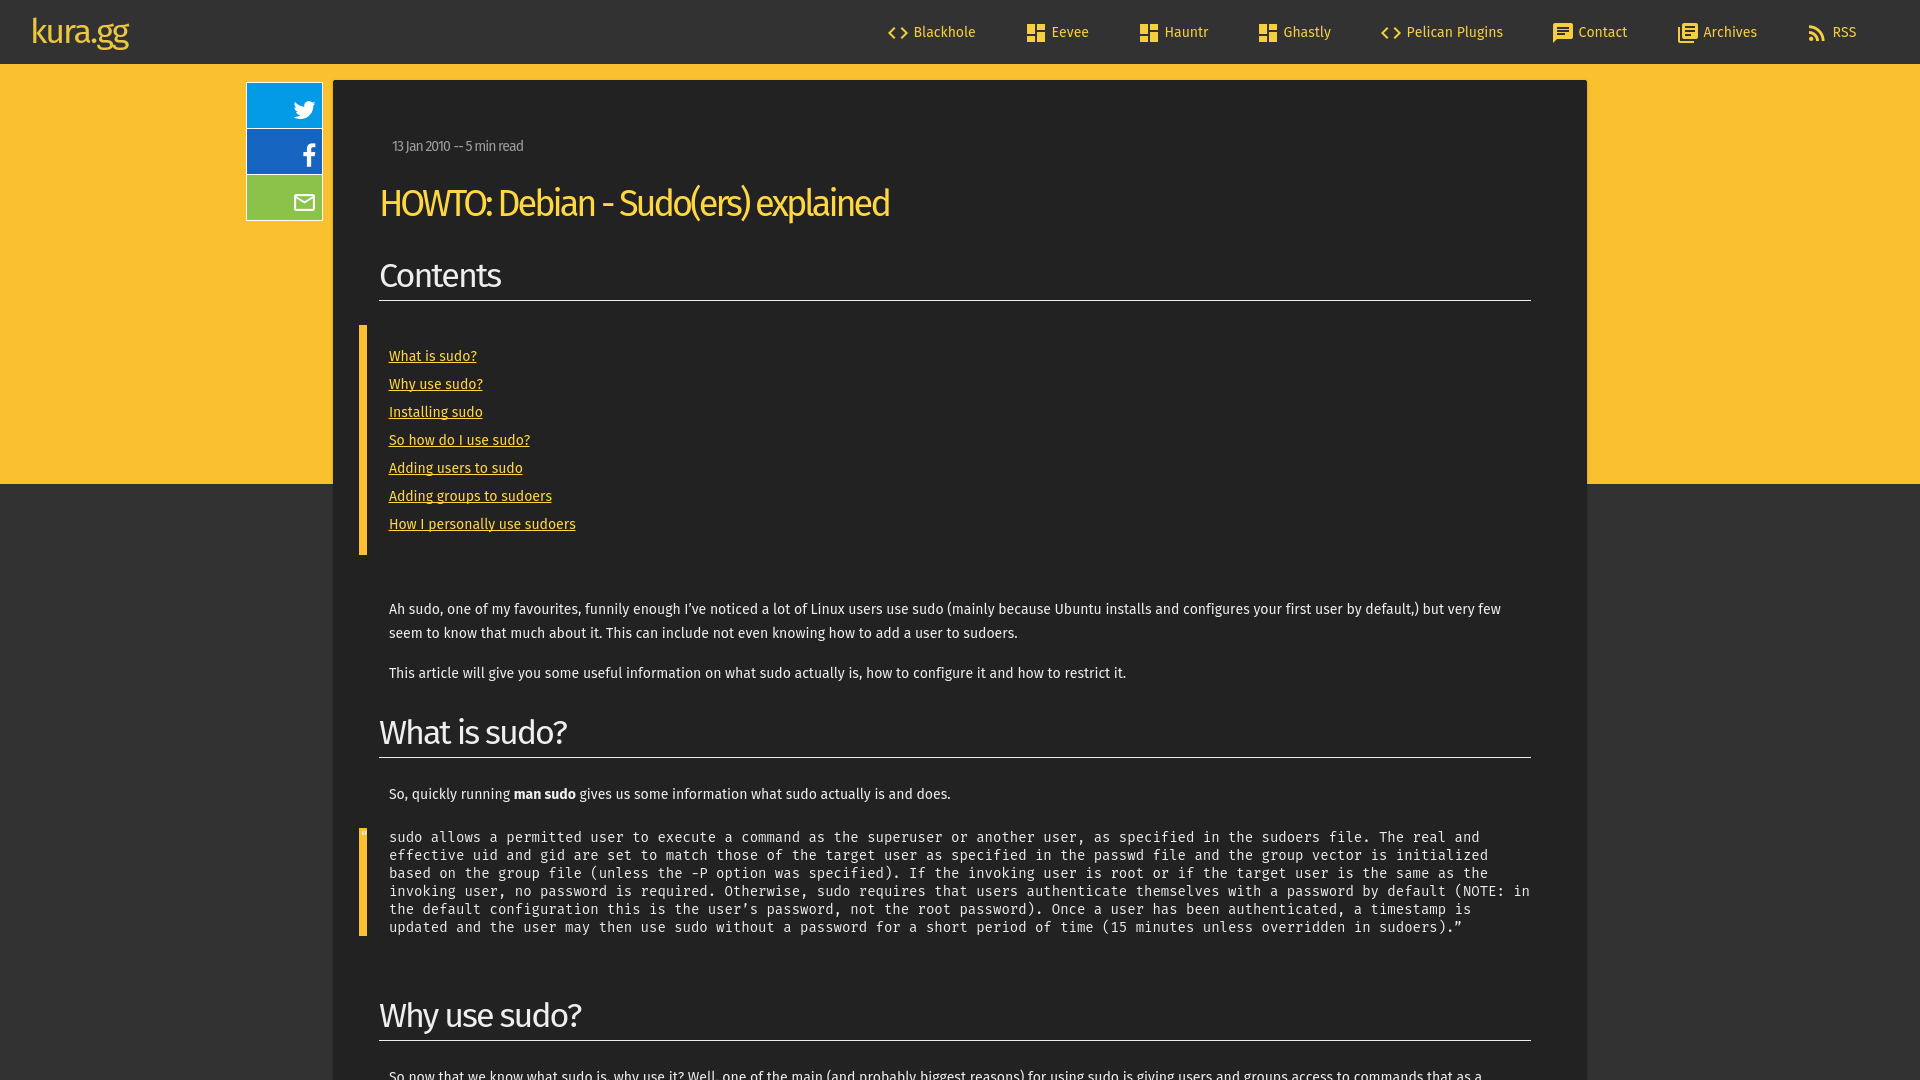 kura.gg
Blackhole
Eevee
Hauntr
Ghastly
Pelican Plugins
Contact
Archives
RSS
13 Jan 2010 -- 5 min read
HOWTO: Debian - Sudo(ers) explained
Contents
What is sudo?
Why use sudo?
Installing sudo
So how do I use sudo?
Adding users to sudo
Adding groups to sudoers
How I personally use sudoers
Ah sudo, one of my favourites, funnily enough I’ve noticed a lot of Linux users use sudo (mainly because Ubuntu installs and configures your first user by default,) but very few
seem to know that much about it. This can include not even knowing how to add a user to sudoers.
This article will give you some useful information on what sudo actually is, how to configure it and how to restrict it.
What is sudo?
So, quickly running man sudo gives us some information what sudo actually is and does.
sudo allows a permitted user to execute a command as the superuser or another user, as specified in the sudoers file. The real and
effective uid and gid are set to match those of the target user as specified in the passwd file and the group vector is initialized
based on the group file (unless the -P option was specified). If the invoking user is root or if the target user is the same as the
invoking user, no password is required. Otherwise, sudo requires that users authenticate themselves with a password by default (NOTE: in
the default configuration this is the user’s password, not the root password). Once a user has been authenticated, a timestamp is
updated and the user may then use sudo without a password for a short period of time (15 minutes unless overridden in sudoers).”
Why use sudo?
So now that we know what sudo is, why use it? Well, one of the main (and probably biggest reasons) for using sudo is giving users and groups access to commands that as a